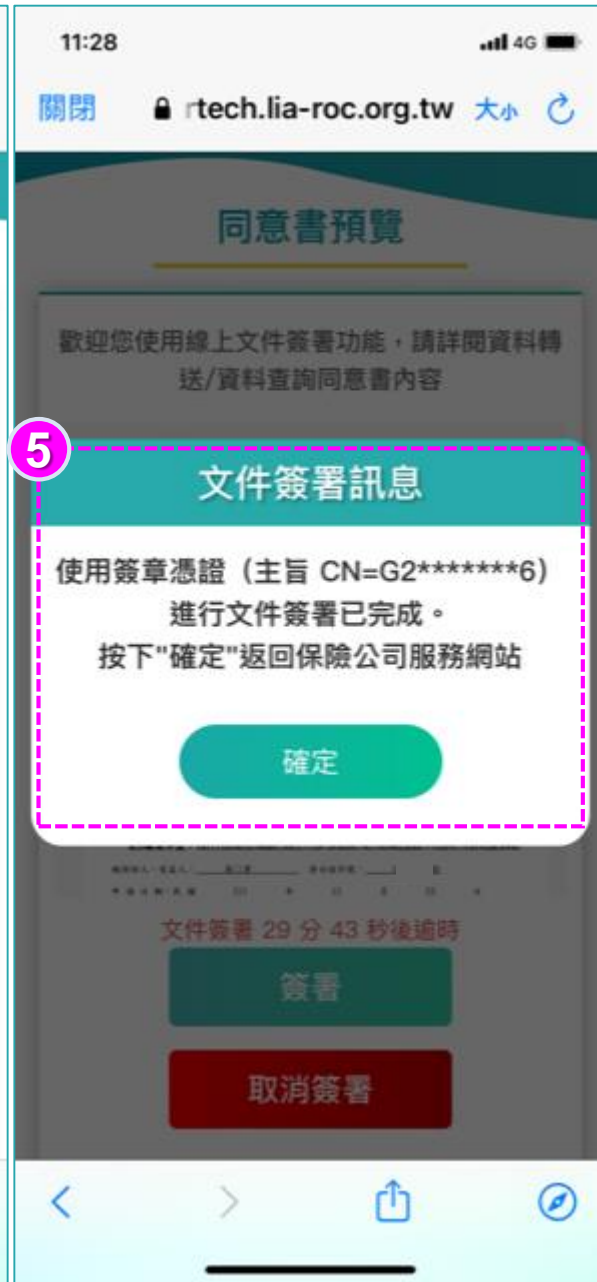 11:28
4G
關閉
rtech.lia-roc.org.tw
大小
同意書預覽
歡迎您使用線上文件簽署功能，請詳閱資料轉
送/資料查詢同意書內容
5
文件簽署訊息
使用簽章憑證（主旨 CN=G2*******6）
進行文件簽署已完成。
按下"確定"返回保險公司服務網站
確定
文件簽署 29 分 43 秒後逾時
簽署
取消簽署